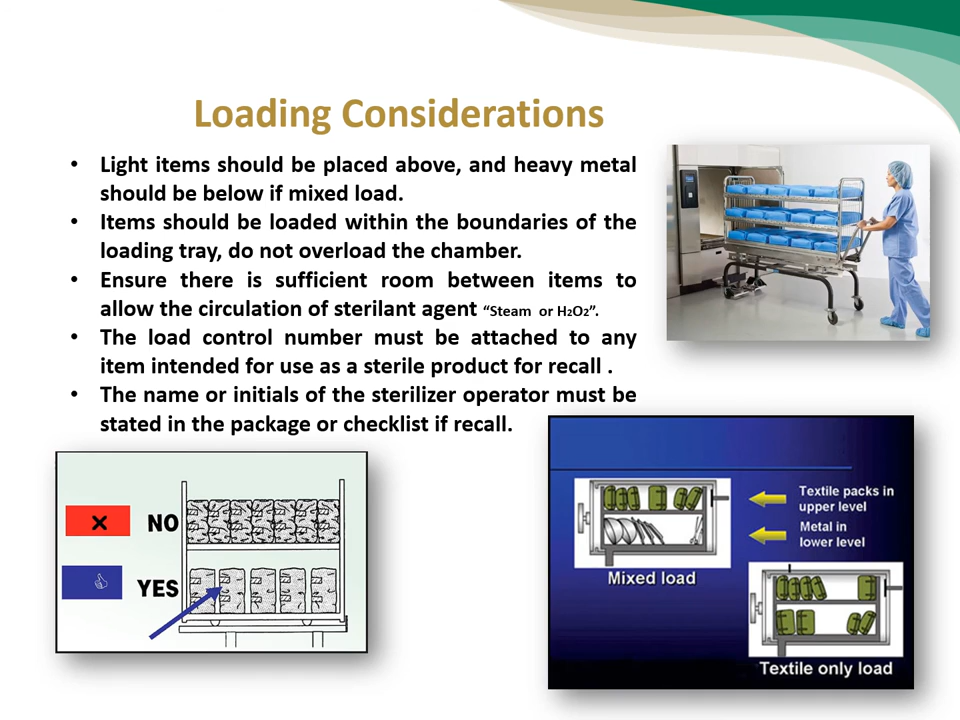 Loading Considerations
• Light items should be placed above, and heavy metal
should be below if mixed load.
• Items should be loaded within the boundaries of the
loading tray, do not overload the chamber.
• Ensure there is sufficient room between items to
allow the circulation of sterilant agent “Steam or H₂O₂”.
• The load control number must be attached to any
item intended for use as a sterile product for recall .
• The name or initials of the sterilizer operator must be
stated in the package or checklist if recall.
NO
YES
Textile packs in
upper level
Metal in
lower level
Mixed load
Textile only load